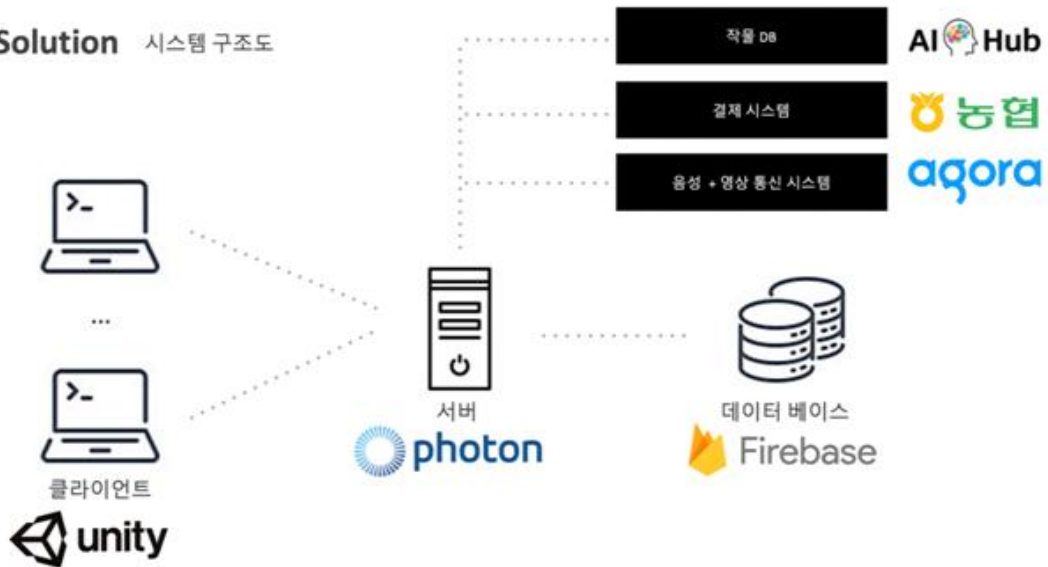 Solution 시스템 구조도
작물 DB
AI Hub
결제 시스템
농협
음성 + 영상 통신 시스템
agora
>_
...
>_
클라이언트
unity
서버
photon
데이터 베이스
Firebase